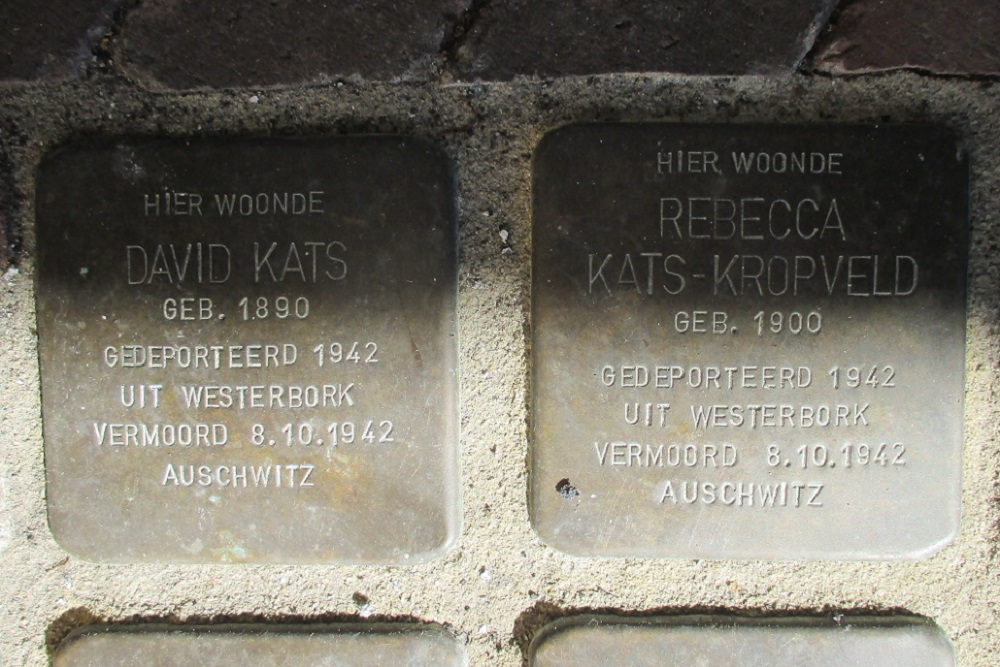 HIER WOONDE
DAVID KATS
GEB. 1890
GEDEPORTEERD 1942
UIT WESTERBORK
VERMOORD 8.10.1942
AUSCHWITZ
HIER WOONDE
REBECCA
KATS-KROPVELD
GEB. 1900
GEDEPORTEERD 1942
UIT WESTERBORK
VERMOORD 8.10.1942
AUSCHWITZ